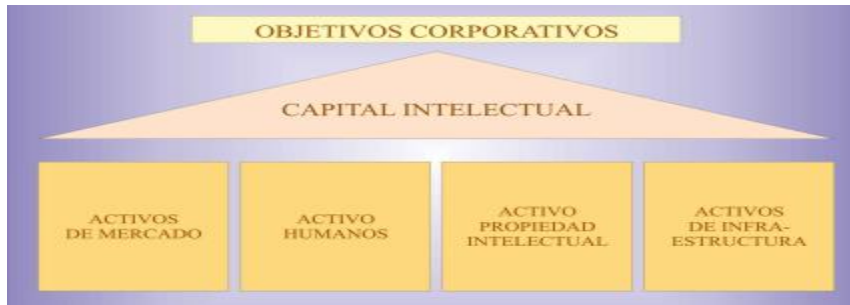 OBJETIVOS CORPORATIVOS
CAPITAL INTELECTUAL
ACTIVOS
DE MERCADO
ACTIVO
HUMANOS
ACTIVO
PROPIEDAD
INTELECTUAL
ACTIVOS
DE INFRA-
ESTRUCTURA